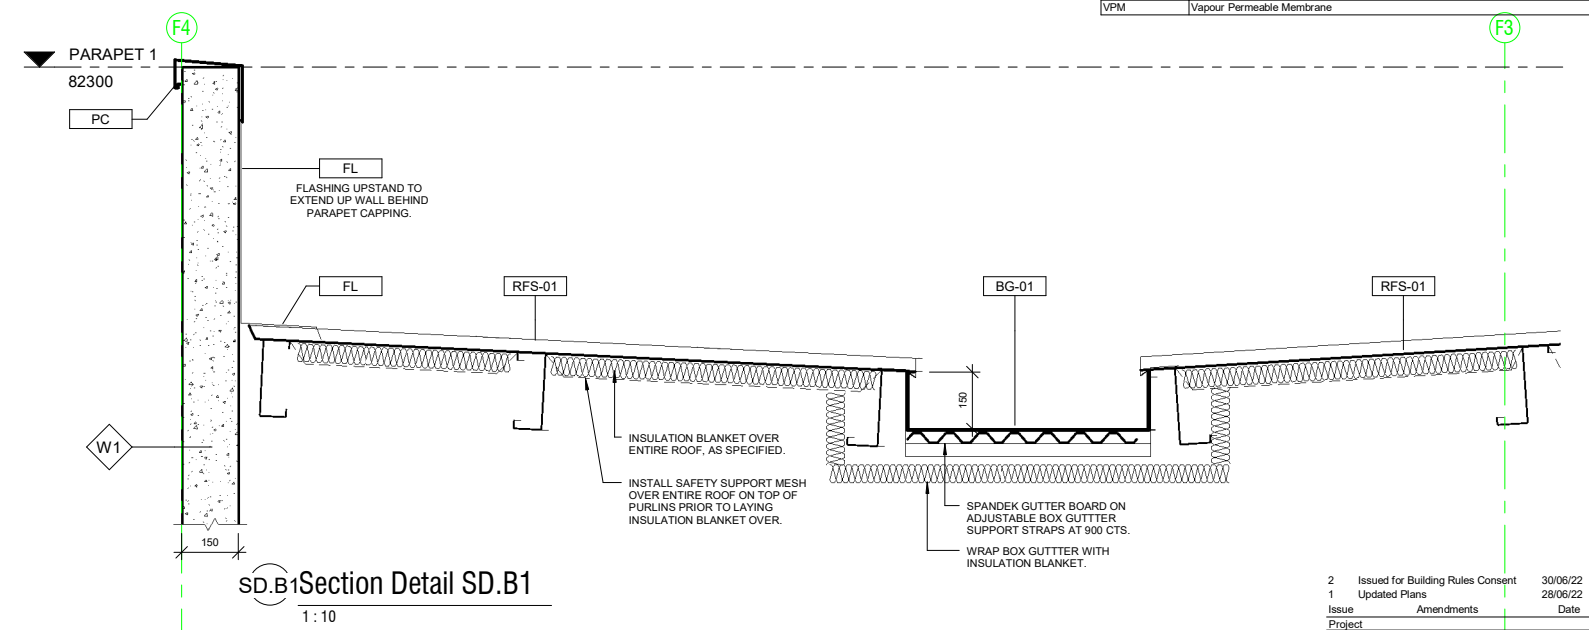 VPM Vapour Permeable Membrane
F4
F3
PARAPET 1
82300
PC
FL
FLASHING UPSTAND TO
EXTEND UP WALL BEHIND
PARAPET CAPPING.
FL
RFS-01
BG-01
RFS-01
150
W1
INSULATION BLANKET OVER
ENTIRE ROOF, AS SPECIFIED.
INSTALL SAFETY SUPPORT MESH
OVER ENTIRE ROOF ON TOP OF
PURLINS PRIOR TO LAYING
INSULATION BLANKET OVER.
SPANDEK GUTTER BOARD ON
ADJUSTABLE BOX GUTTTER
SUPPORT STRAPS AT 900 CTS.
WRAP BOX GUTTTER WITH
INSULATION BLANKET.
150
SD.B1 Section Detail SD.B1
1 : 10
2 Issued for Building Rules Consent 30/06/22
1 Updated Plans 28/06/22
Issue Amendments Date
Project